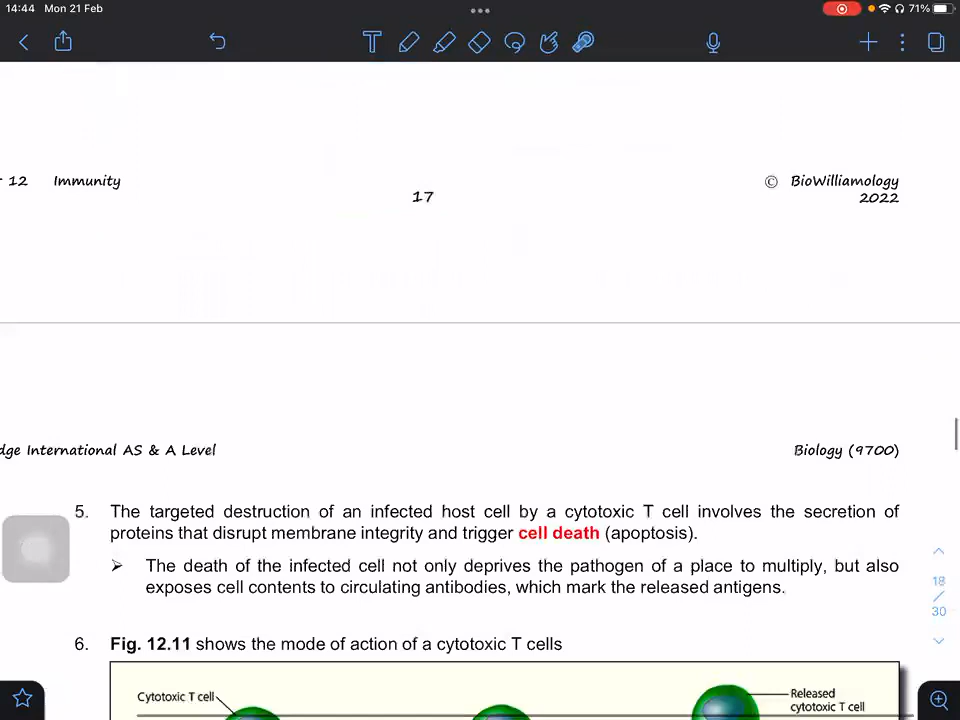 14:44 Mon 21 Feb
71%
T
r 12 Immunity
© BioWilliamology
17
2022
dge International AS & A Level
Biology (9700)
5. The targeted destruction of an infected host cell by a cytotoxic T cell involves the secretion of
proteins that disrupt membrane integrity and trigger cell death (apoptosis).
➢ The death of the infected cell not only deprives the pathogen of a place to multiply, but also
exposes cell contents to circulating antibodies, which mark the released antigens.
18
/
30
6. Fig. 12.11 shows the mode of action of a cytotoxic T cells
Cytotoxic T cell
Released
cytotoxic T cell